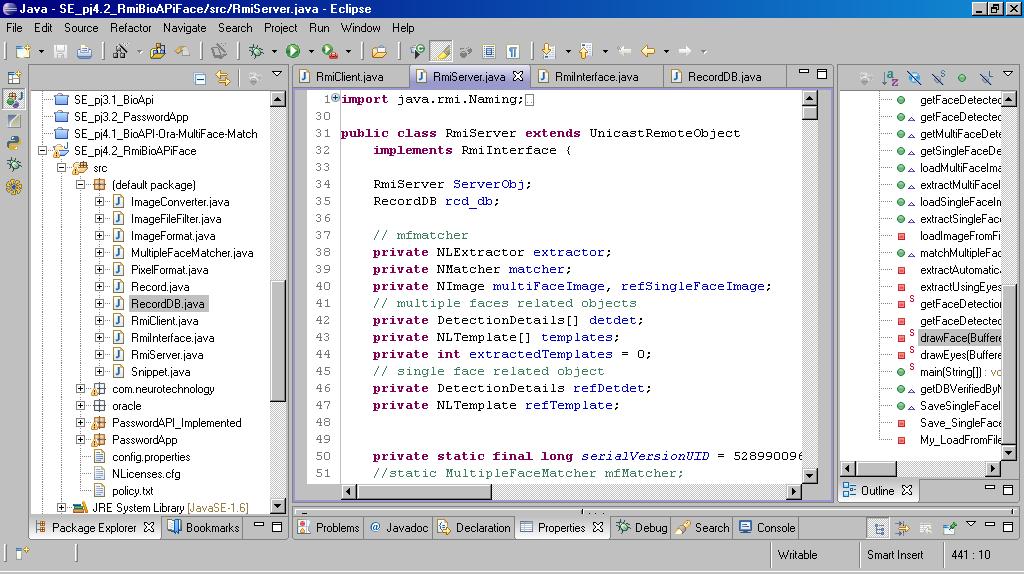 Java - SE_pj4.2_RmiBioAPiFace/src/RmiServer.java - Eclipse
File Edit Source Refactor Navigate Search Project Run Window Help
RmiClient.java RmiServer.java RmiInterface.java RecordDB.java
SE_pj3.1_BioApi
SE_pj3.2_PasswordApp
SE_pj4.1_BioAPI-Ora-MultiFace-Match
SE_pj4.2_RmiBioAPiFace
src
(default package)
ImageConverter.java
ImageFileFilter.java
ImageFormat.java
MultipleFaceMatcher.java
PixelFormat.java
Record.java
RecordDB.java
RmiClient.java
RmiInterface.java
RmiServer.java
Snippet.java
com.neurotechnology
oracle
PasswordAPI_Implemented
PasswordApp
config.properties
NLicenses.cfg
policy.txt
JRE System Library [JavaSE-1.6]
Package Explorer Bookmarks
1 import java.rmi.Naming;
30
31 public class RmiServer extends UnicastRemoteObject
32 implements RmiInterface {
33
34 RmiServer ServerObj;
35 RecordDB rcd_db;
36
37 // mfmatcher
38 private NLExtractor extractor;
39 private NMatcher matcher;
40 private NImage multiFaceImage, refSingleFaceImage;
41 // multiple faces related objects
42 private DetectionDetails[] detdet;
43 private NLTemplate[] templates;
44 private int extractedTemplates = 0;
45 // single face related object
46 private DetectionDetails refDetdet;
47 private NLTemplate refTemplate;
48
49
50 private static final long serialVersionUID = 528990096
51 //static MultipleFaceMatcher mfMatcher;
getFaceDetected
getFaceDetected
getMultiFaceDete
getSingleFaceDe
loadMultiFaceIma
extractMultiFaceI
loadSingleFaceIm
extractSingleFac
loadImageFromFi
matchMultipleFac
extractAutomatic
extractUsingEyes
getFaceDetection
getFaceDetected
drawFace(Buffere
drawEyes(Buffere
main(String[]) : vo
getDBVerifiedByN
SaveSingleFaceI
Save_SingleFace
My_LoadFromFile
Outline
Problems Javadoc Declaration Properties Debug Search Console
Writable Smart Insert 441 : 10